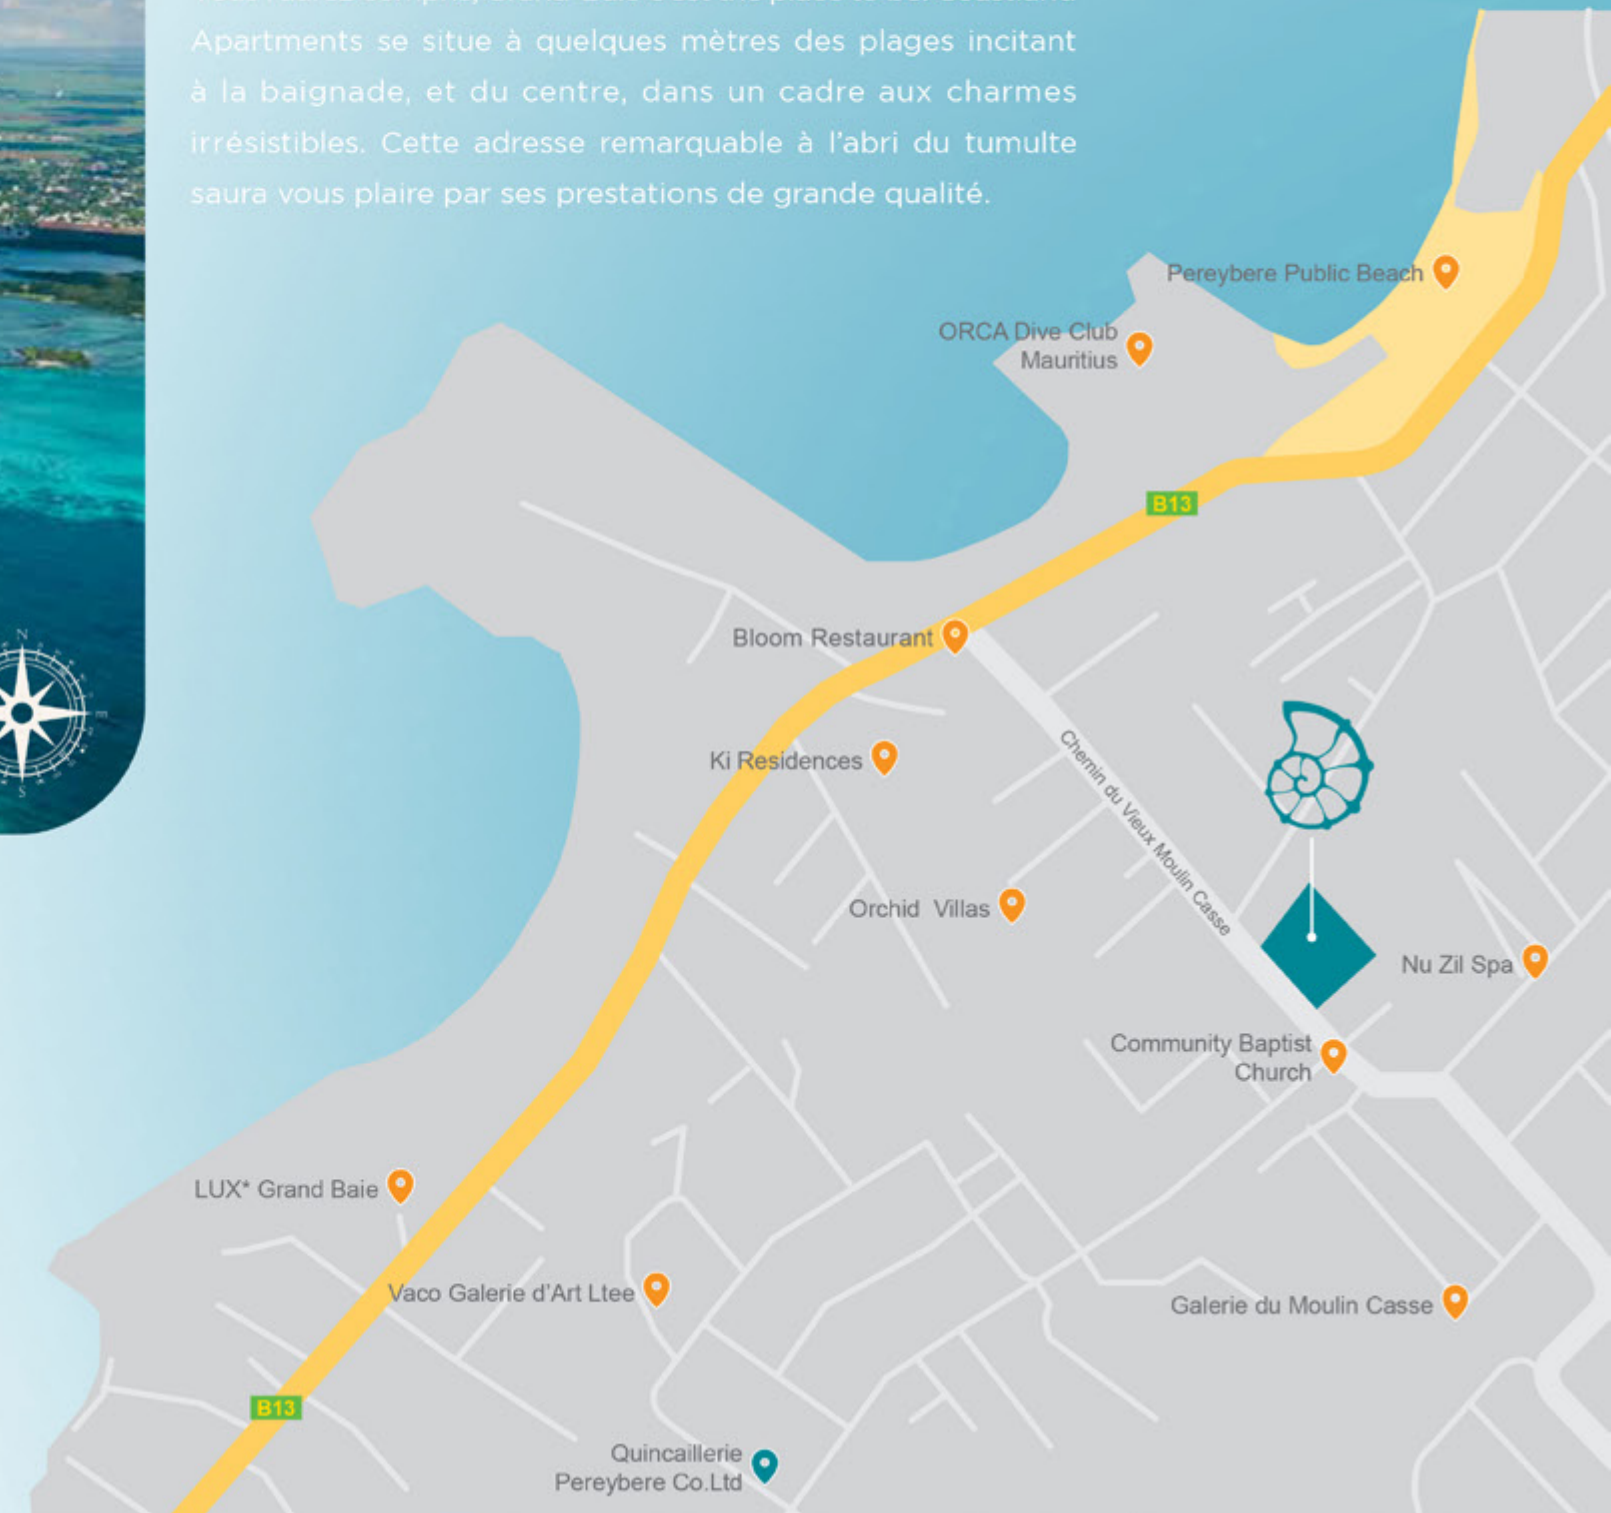 Apartments se situe à quelques mètres des plages incitant
à la baignade, et du centre, dans un cadre aux charmes
irrésistibles. Cette adresse remarquable à l'abri du tumulte
saura vous plaire par ses prestations de grande qualité.
Pereybere Public Beach
ORCA Dive Club
Mauritius
B13
Bloom Restaurant
N
Ki Residences
Chemin du Vieux Moulin Casse
Orchid Villas
Nu Zil Spa
S
Community Baptist
Church
LUX* Grand Baie
Vaco Galerie d'Art Ltee
Galerie du Moulin Casse
B13
Quincaillerie
Pereybere Co.Ltd